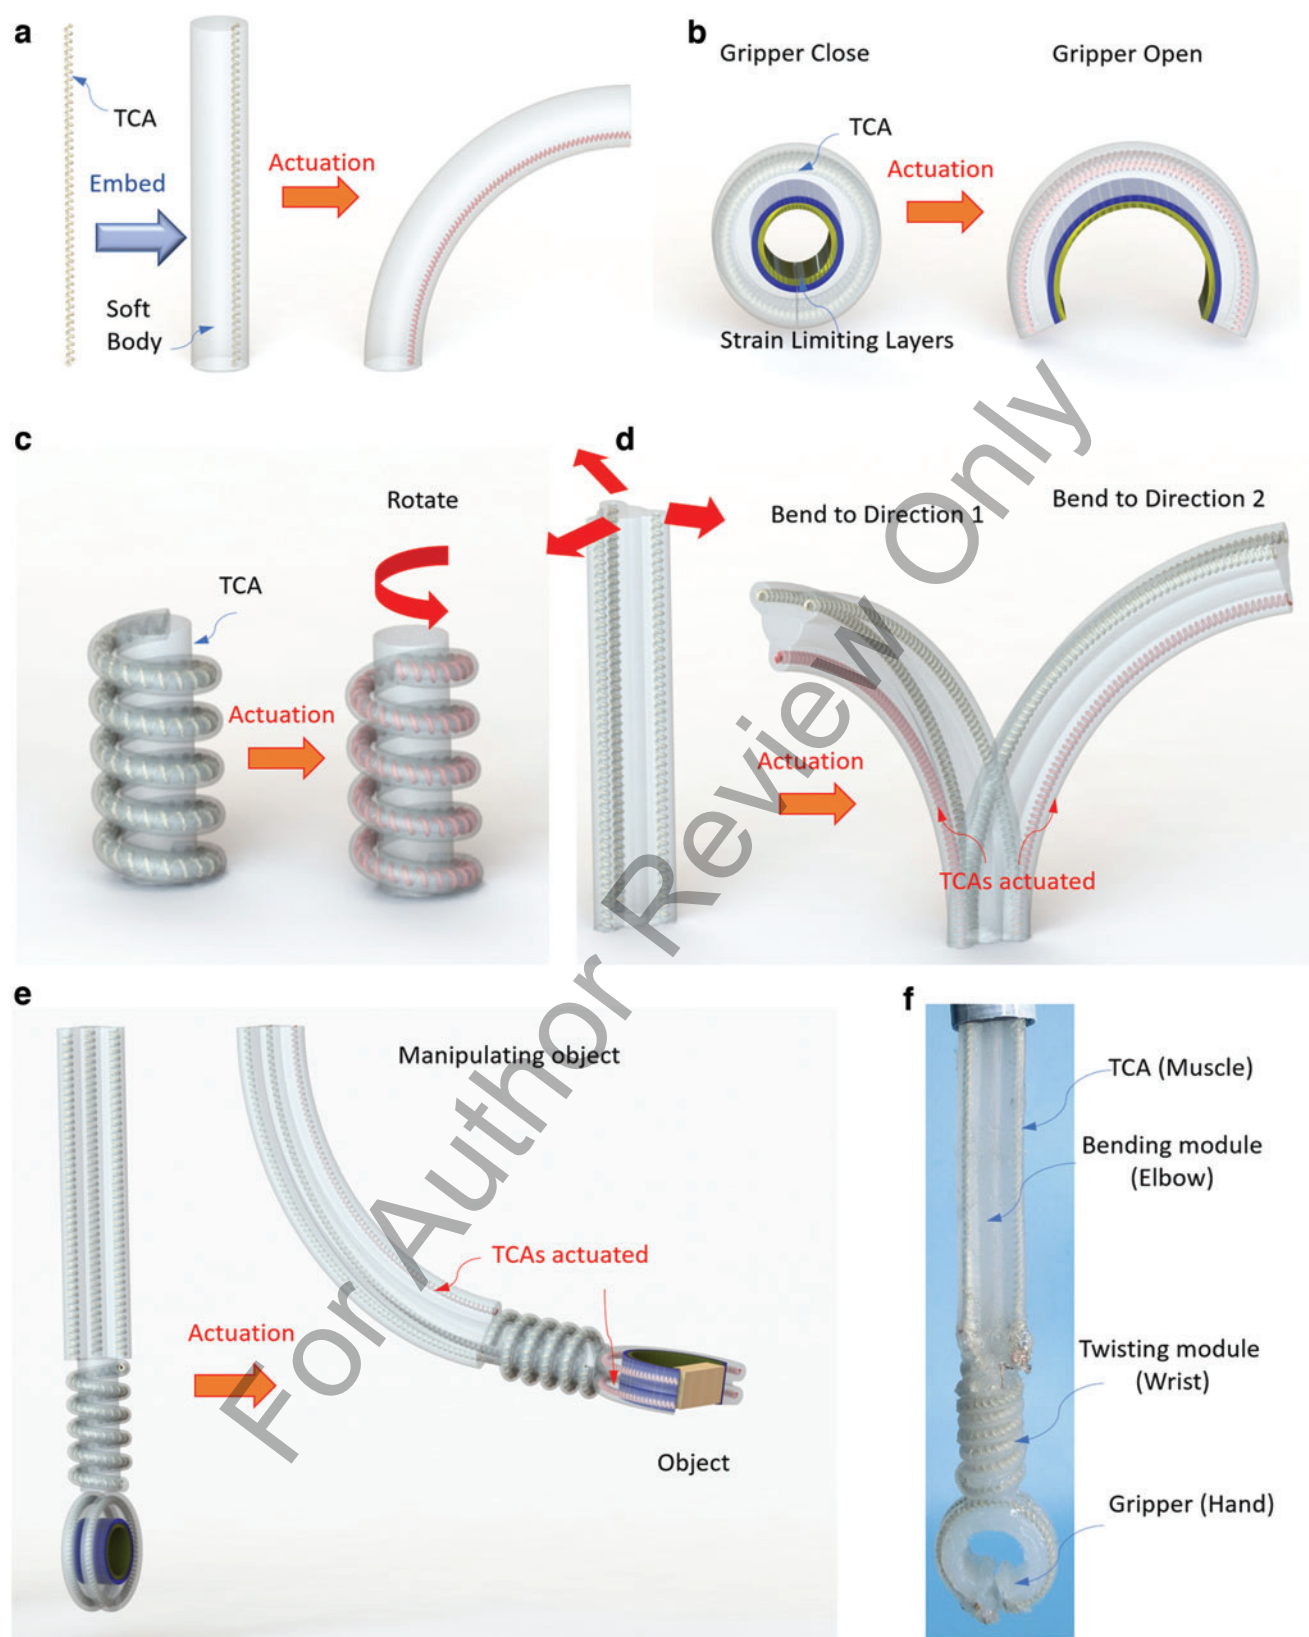 a
TCA
Embed
Soft
Body
Actuation
b
Gripper Close
Gripper Open
TCA
Actuation
Strain Limiting Layers
c
Rotate
TCA
Actuation
d
Bend to Direction 1
Bend to Direction 2
Actuation
TCAs actuated
e
Manipulating object
TCAs actuated
Actuation
Object
f
TCA (Muscle)
Bending module
(Elbow)
Twisting module
(Wrist)
Gripper (Hand)
For Author Review Only